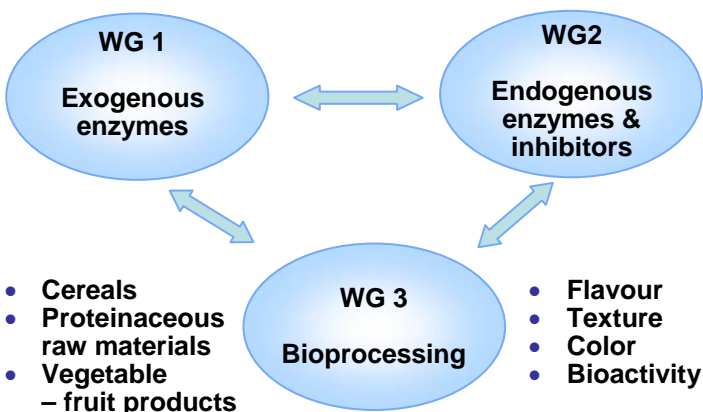 WG 1
Exogenous
enzymes
WG2
Endogenous
enzymes &
inhibitors
WG 3
Bioprocessing
• Cereals
• Proteinaceous
raw materials
• Vegetable
– fruit products
• Flavour
• Texture
• Color
• Bioactivity